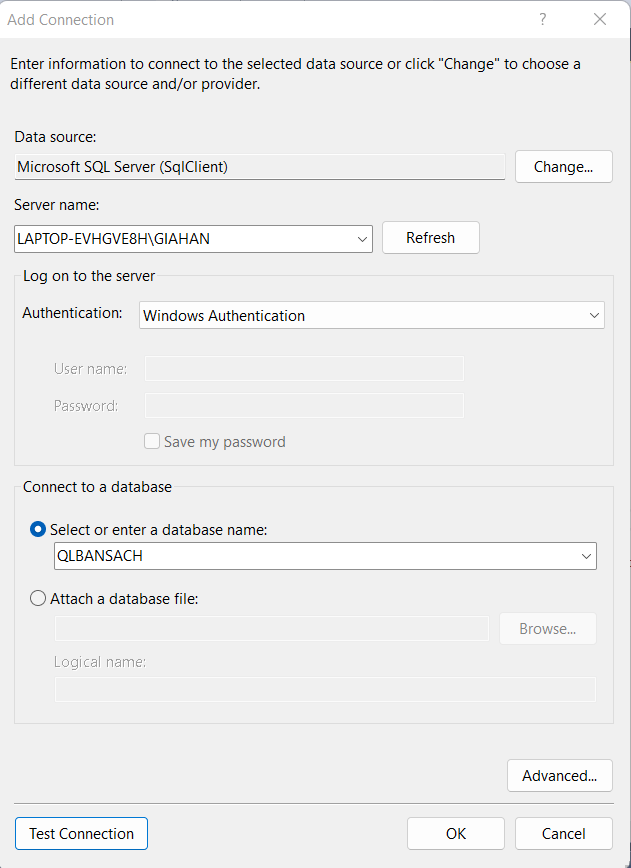 Add Connection
Enter information to connect to the selected data source or click "Change" to choose a
different data source and/or provider.
Data source:
Microsoft SQL Server (SqlClient)
Change...
Server name:
LAPTOP-EVHGVE8H\GIAHAN
Refresh
Log on to the server
Authentication:
Windows Authentication
User name:
Password:
Save my password
Connect to a database
Select or enter a database name:
QLBANSACH
Attach a database file:
Browse...
Logical name:
Advanced...
Test Connection
OK
Cancel